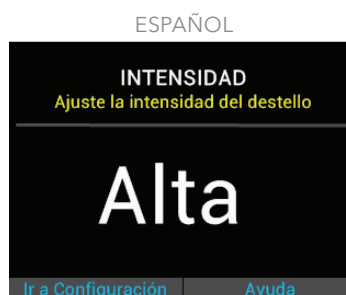 ESPAÑOL
INTENSIDAD
Ajuste la intensidad del destello
Alta
Ir a Configuración Ayuda